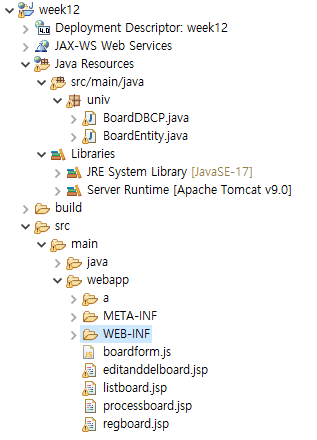 week12
Deployment Descriptor: week12
JAX-WS Web Services
Java Resources
src/main/java
univ
BoardDBCP.java
BoardEntity.java
Libraries
JRE System Library [JavaSE-17]
Server Runtime [Apache Tomcat v9.0]
build
src
main
java
webapp
a
META-INF
WEB-INF
boardform.js
editanddelboard.jsp
listboard.jsp
processboard.jsp
regboard.jsp